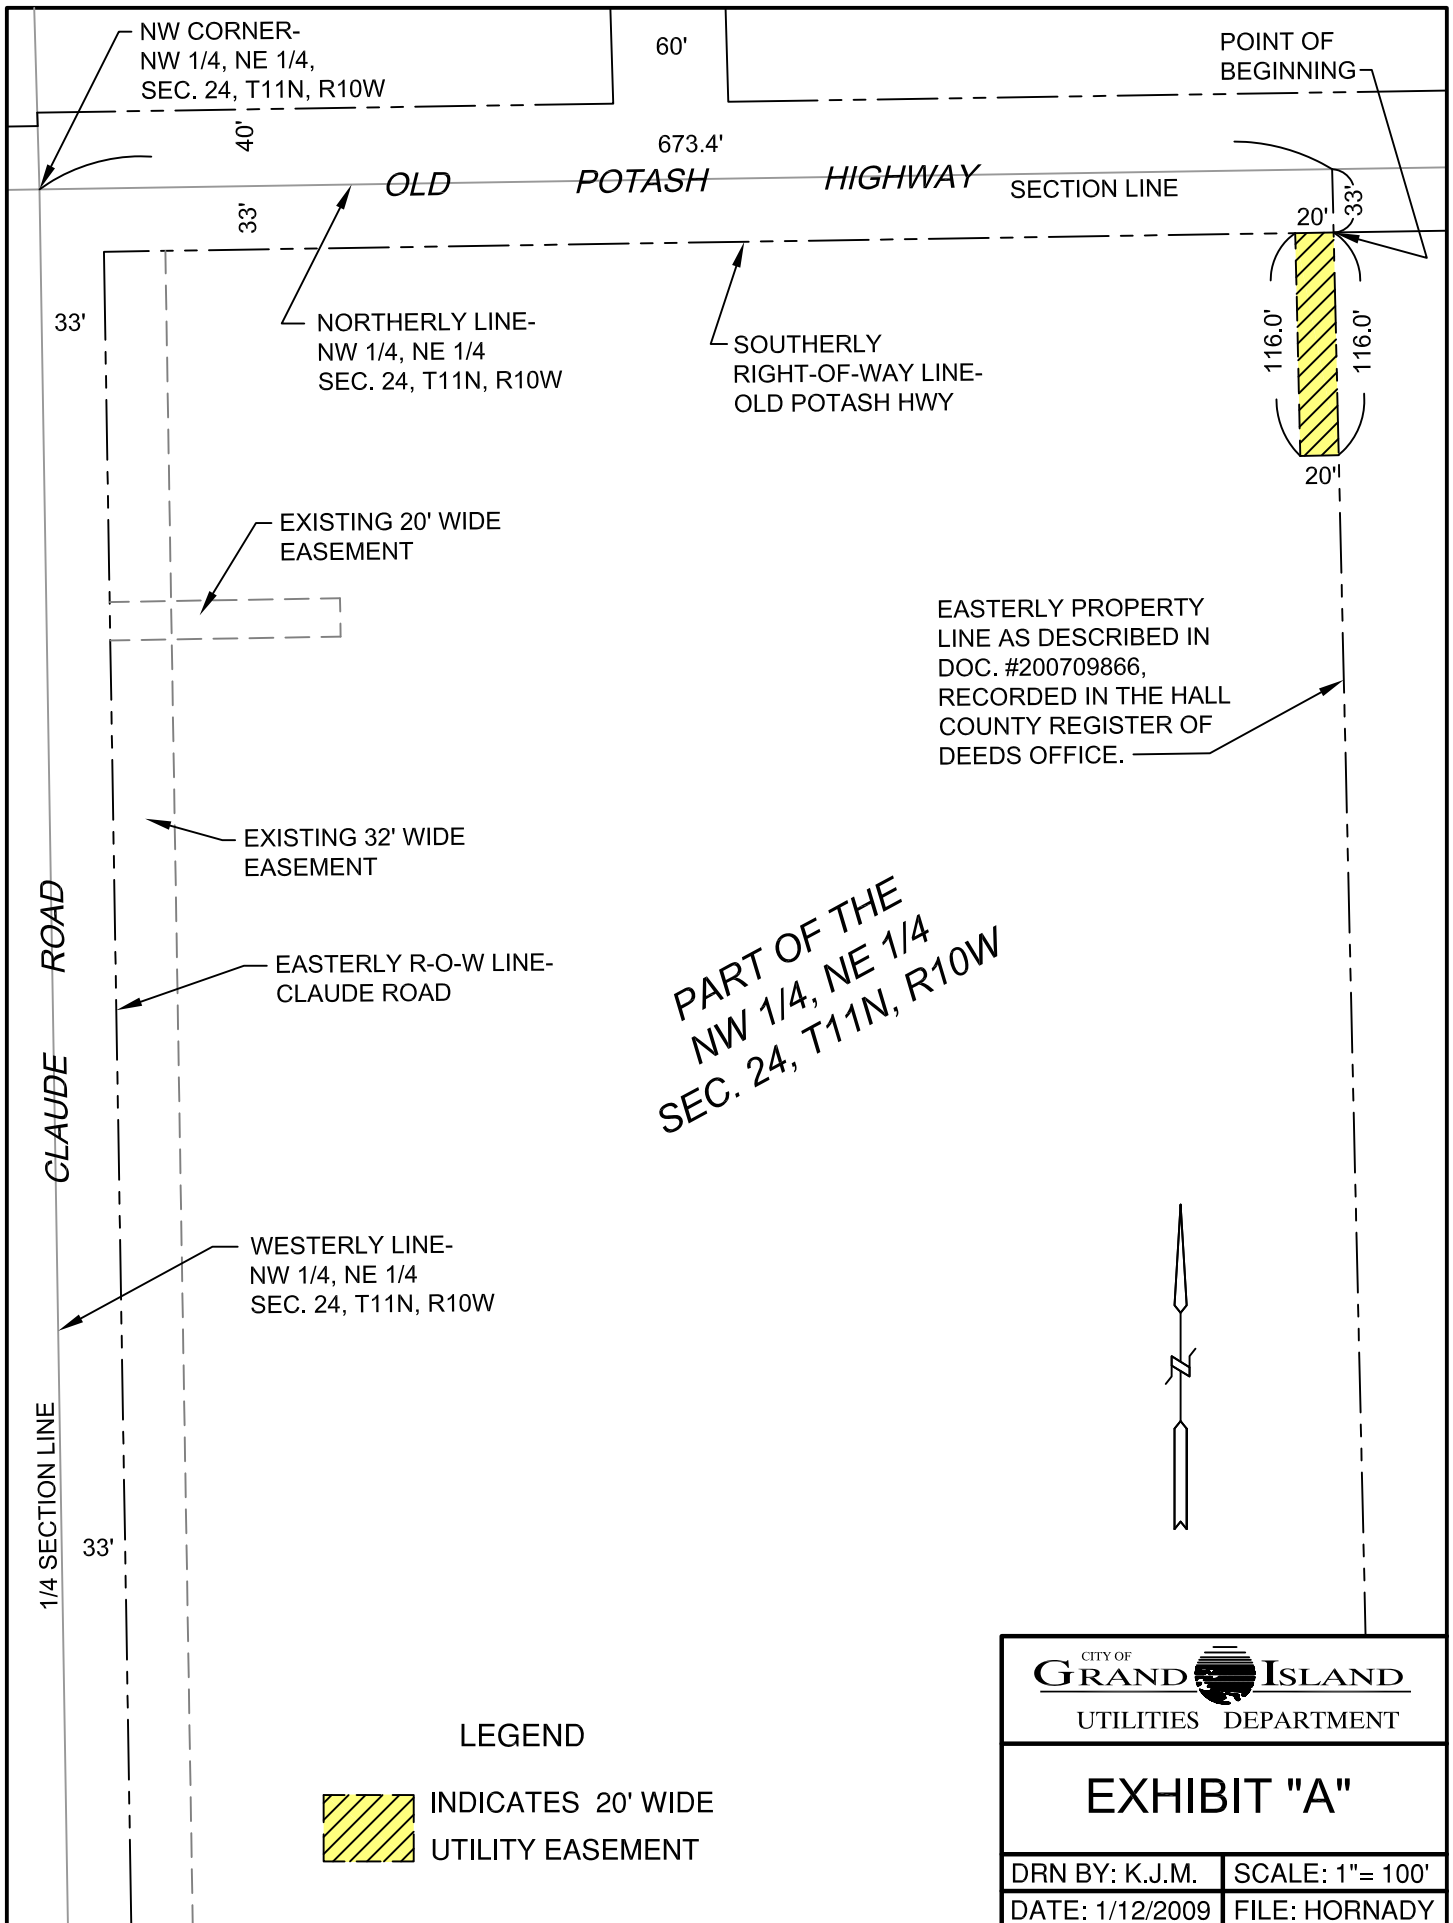 NW CORNER-
NW 1/4, NE 1/4,
SEC. 24, T11N, R10W
60'
POINT OF
BEGINNING
40'
673.4'
OLD POTASH HIGHWAY
SECTION LINE
33'
33'
20'
33'
NORTHERLY LINE-
NW 1/4, NE 1/4
SEC. 24, T11N, R10W
SOUTHERLY
RIGHT-OF-WAY LINE-
OLD POTASH HWY
116.0'
116.0'
20'
EXISTING 20' WIDE
EASEMENT
EASTERLY PROPERTY
LINE AS DESCRIBED IN
DOC. #200709866,
RECORDED IN THE HALL
COUNTY REGISTER OF
DEEDS OFFICE.
EXISTING 32' WIDE
EASEMENT
CLAUDE ROAD
EASTERLY R-O-W LINE-
CLAUDE ROAD
PART OF THE
NW 1/4, NE 1/4
SEC. 24, T11N, R10W
WESTERLY LINE-
NW 1/4, NE 1/4
SEC. 24, T11N, R10W
N
1/4 SECTION LINE
33'
LEGEND
INDICATES 20' WIDE
UTILITY EASEMENT
CITY OF
GRAND ISLAND
UTILITIES DEPARTMENT
EXHIBIT "A"
DRN BY: K.J.M.
SCALE: 1"= 100'
DATE: 1/12/2009
FILE: HORNADY